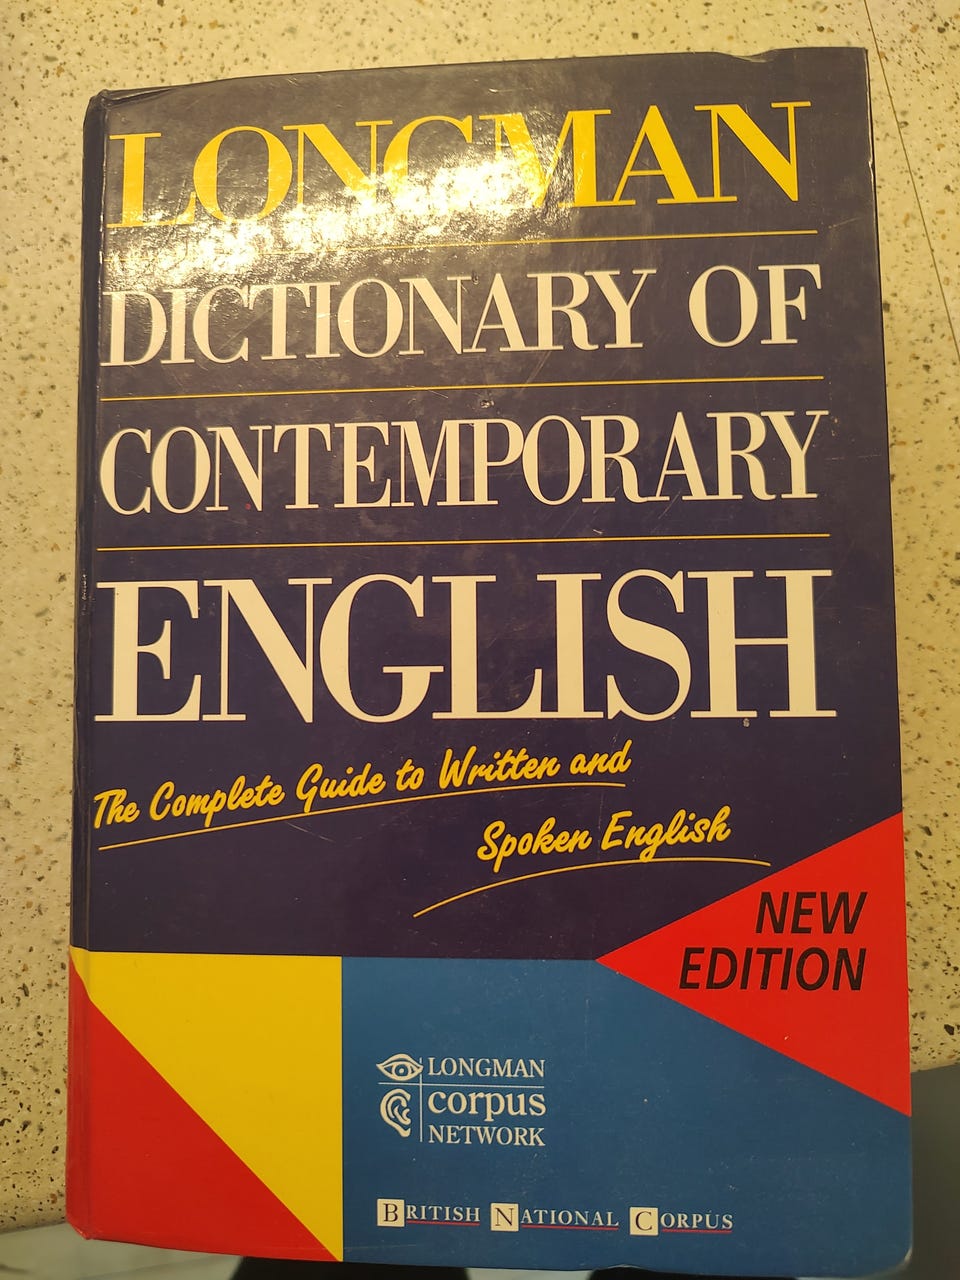 LONGMAN
DICTIONARY OF
CONTEMPORARY
ENGLISH
The Complete Guide to Written and
Spoken English
NEW
EDITION
LONGMAN
corpus
NETWORK
BRITISH NATIONAL CORPUS